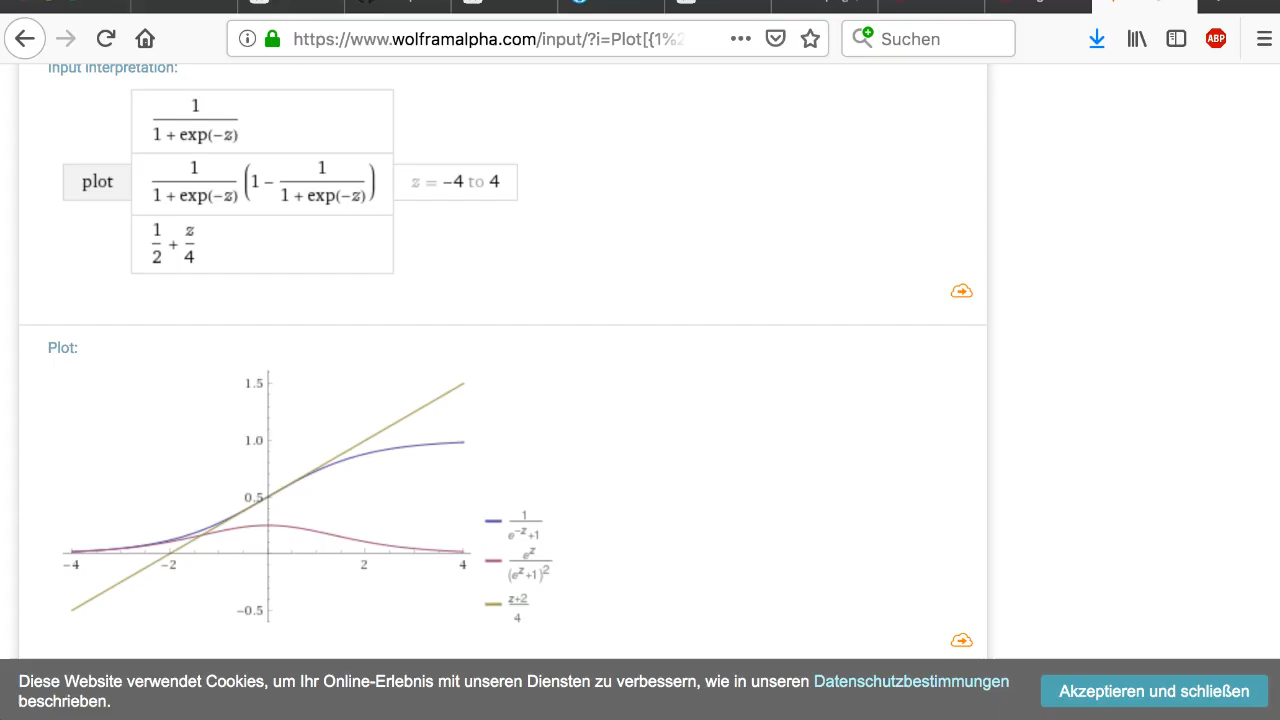 https://www.wolframalpha.com/input/?i=Plot[{1%2
Suchen
ABP
Input interpretation:
plot
1
1 + exp(−z)
1
1 + exp(−z)
(1 −
1
1 + exp(−z)
)
z = −4 to 4
1
2
+
z
4
Plot:
1.5
1.0
0.5
−4
−2
2
4
−0.5
1
e^−z+1
e^z
(e^z+1)^2
z+2
4
Diese Website verwendet Cookies, um Ihr Online-Erlebnis mit unseren Diensten zu verbessern, wie in unseren Datenschutzbestimmungen
beschrieben.
Akzeptieren und schließen